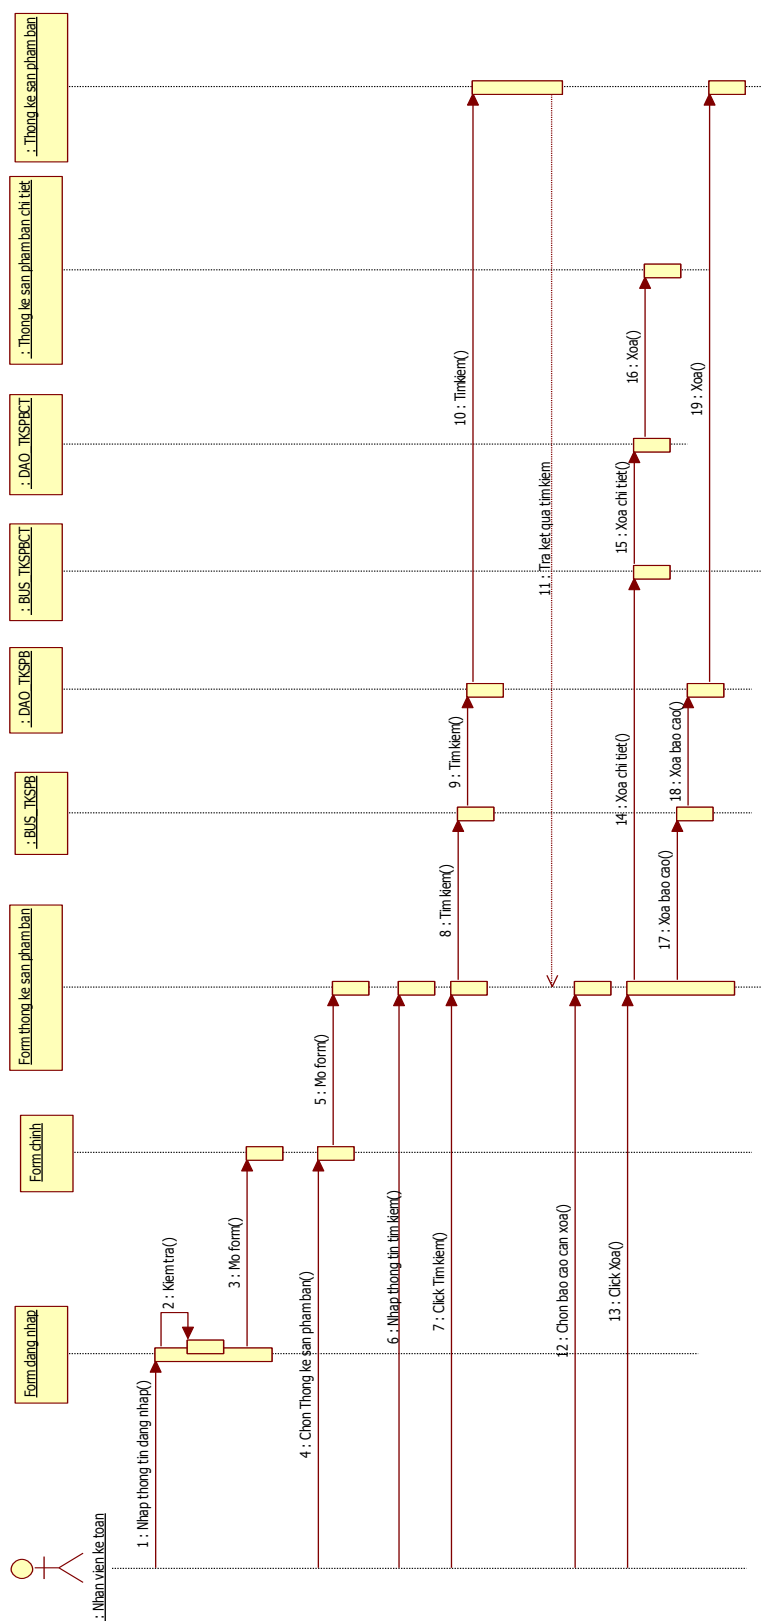 : Nhan vien ke toan
Form dang nhap
Form chinh
Form thong ke san pham ban
: BUS_TKSPB
: DAO_TKSPB
: BUS_TKSPBCT
: DAO_TKSPBCT
: Thong ke san pham ban chi tiet
: Thong ke san pham ban
1 : Nhap thong tin dang nhap()
2 : Kiem tra()
3 : Mo form()
4 : Chon Thong ke san pham ban()
5 : Mo form()
6 : Nhap thong tin tim kiem()
7 : Click Tim kiem()
8 : Tim kiem()
9 : Tim kiem()
10 : Tim kiem()
11 : Tra ket qua tim kiem
12 : Chon bao cao can xoa()
13 : Click Xoa()
14 : Xoa chi tiet()
15 : Xoa chi tiet()
16 : Xoa()
17 : Xoa bao cao()
18 : Xoa bao cao()
19 : Xoa()